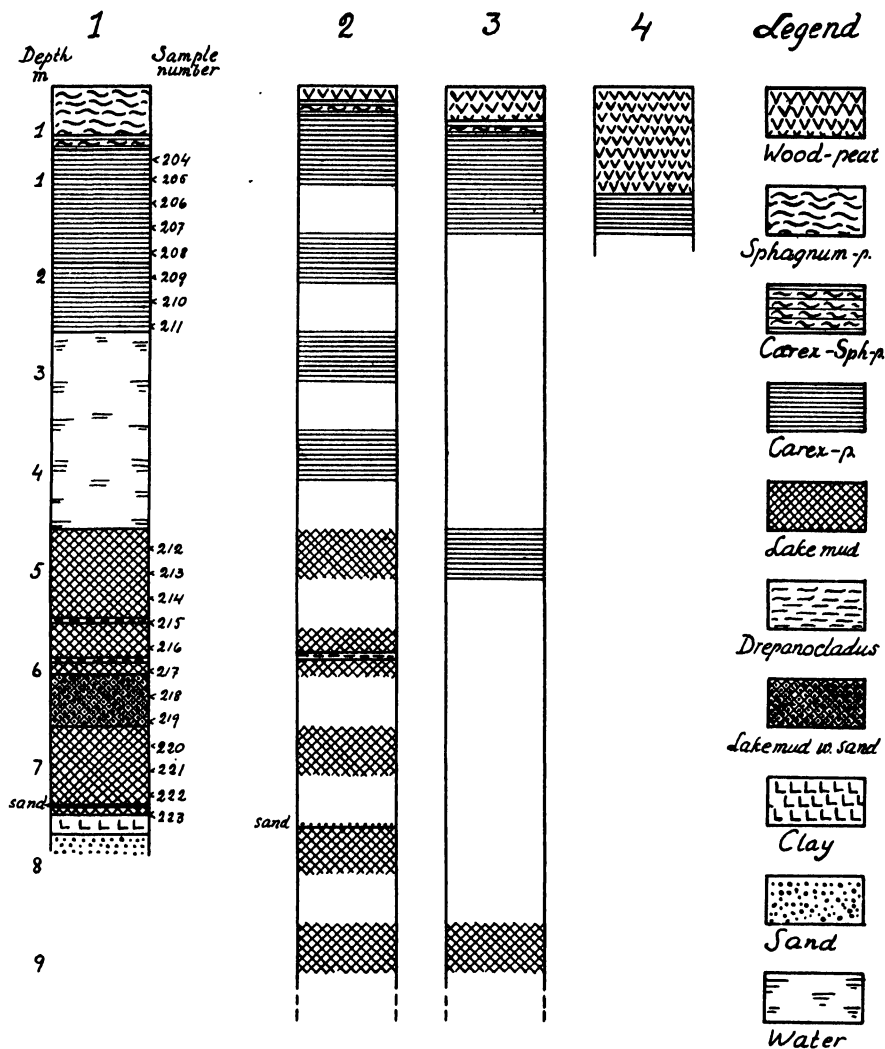 1 2 3 4 Legend
Depth m
Sample number
1
1
2
3
4
5
6
7
8
9
204
205
206
207
208
209
210
211
212
213
214
215
216
217
218
219
220
221
222
223
sand
sand
Wood-peat
Sphagnum-p.
Carex-Sph-p.
Carex-p.
Lake mud
Drepanocladus
Lake mud w. sand
Clay
Sand
Water